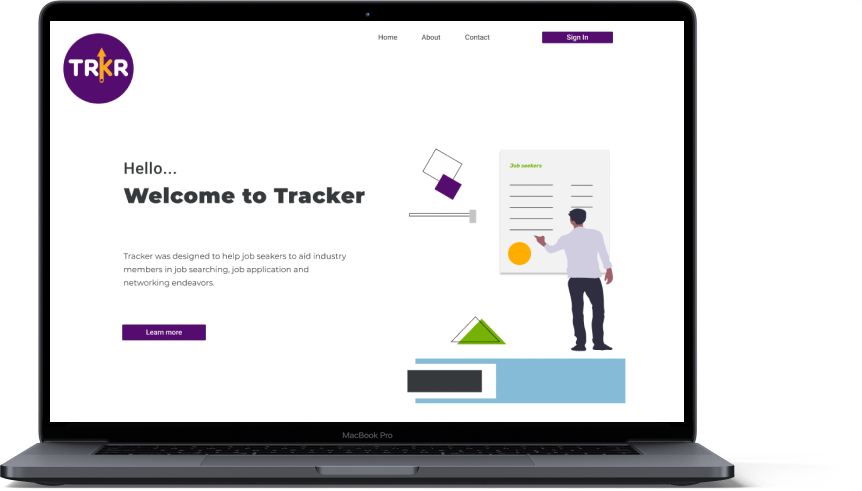 Home About Contact Sign In
TRKR
Hello...
Welcome to Tracker
Job seekers
Tracker was designed to help job seekers to aid industry
members in job searching, job application and
networking endeavors.
Learn more
MacBook Pro